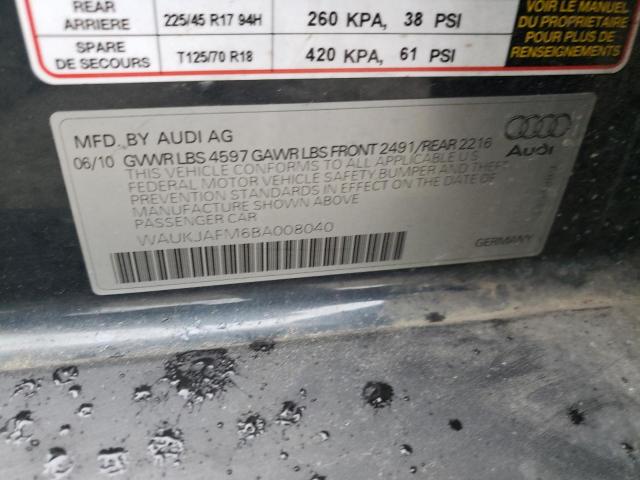 REAR 225/45 R17 94H 260 KPA, 38 PSI
ARRIERE
SPARE T125/70 R18 420 KPA, 61 PSI
DE SECOURS
VOIR LE MANUEL
DU PROPRIETAIRE
POUR PLUS DE
RENSEIGNEMENTS
MFD. BY AUDI AG
06/10 GVWR LBS 4597 GAWR LBS FRONT 2491/REAR 2216
THIS VEHICLE CONFORMS TO ALL APPLICABLE U.S.
FEDERAL MOTOR VEHICLE SAFETY BUMPER AND THEFT
PREVENTION STANDARDS IN EFFECT ON THE DATE OF
MANUFACTURE SHOWN ABOVE
PASSENGER CAR
WAUKJAFM6BA008040
Audi
GERMANY